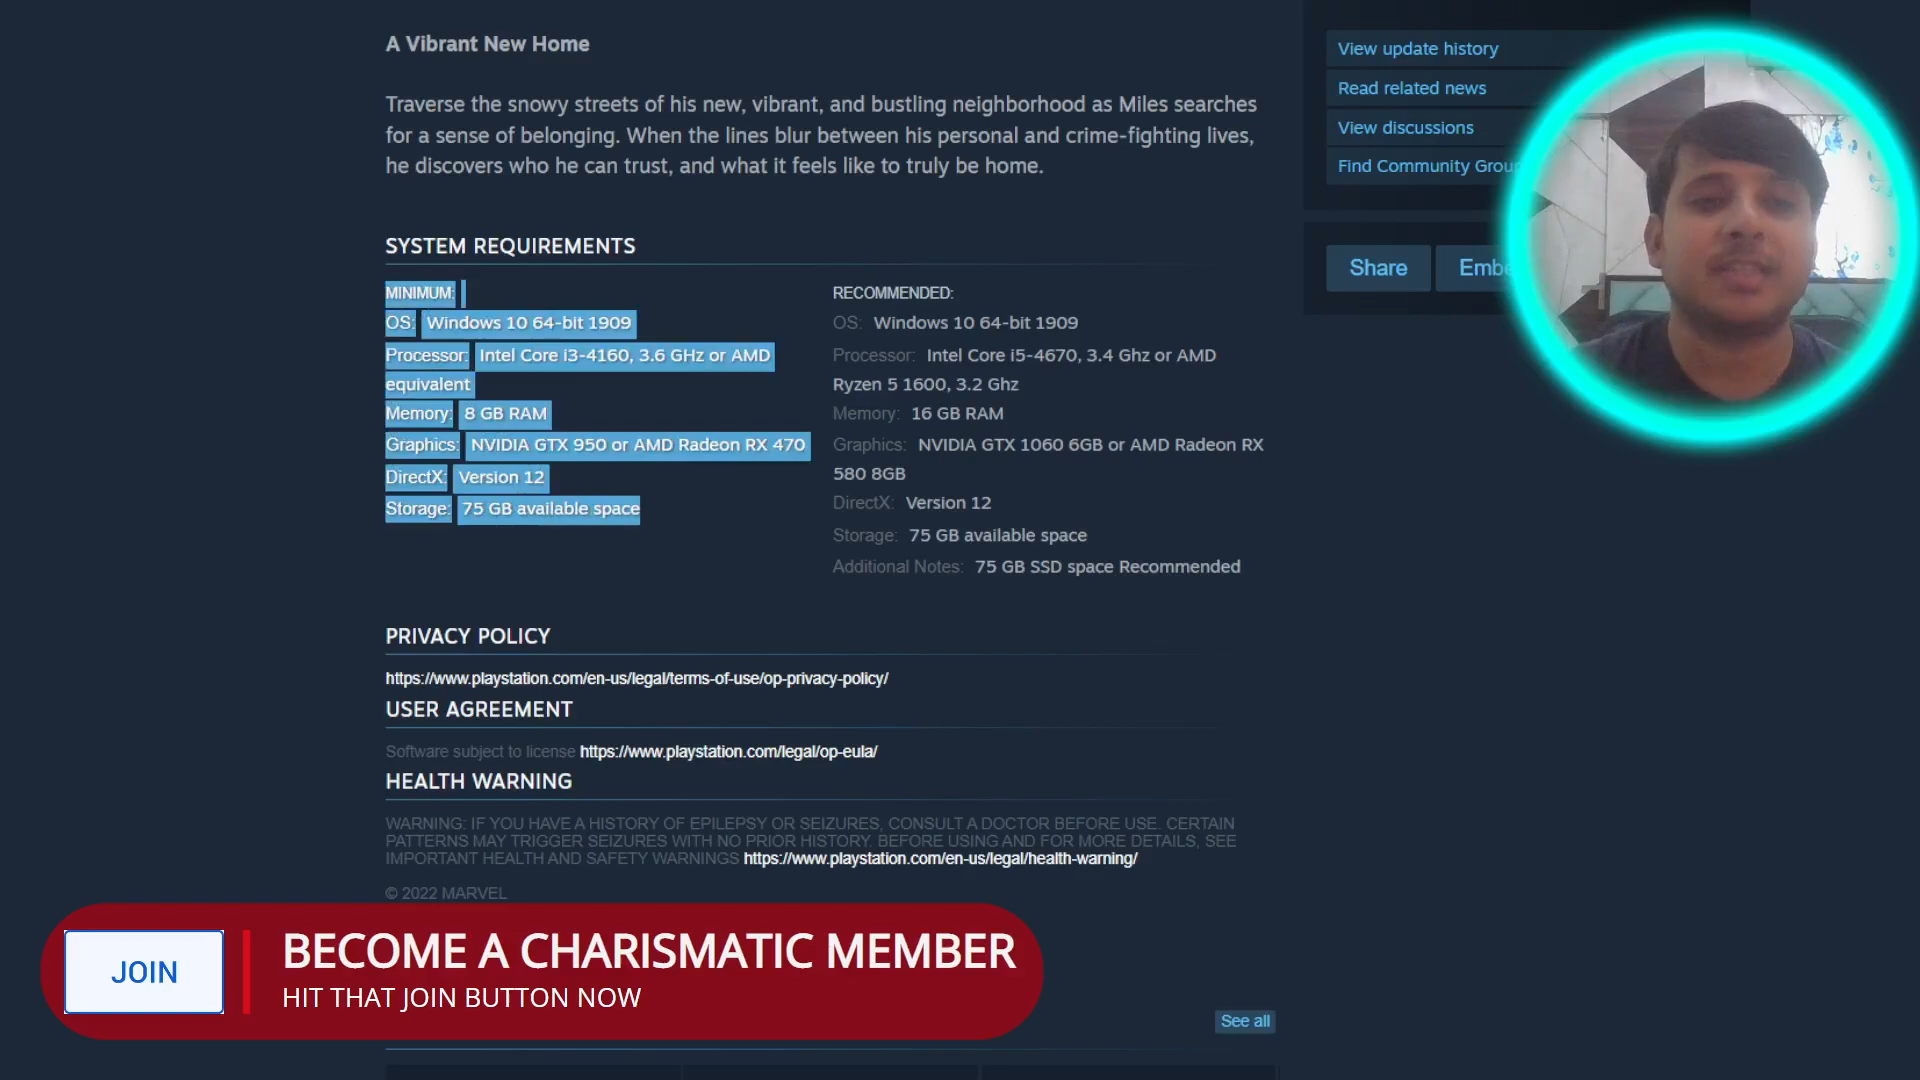 A Vibrant New Home
Traverse the snowy streets of his new, vibrant, and bustling neighborhood as Miles searches
for a sense of belonging. When the lines blur between his personal and crime-fighting lives,
he discovers who he can trust, and what it feels like to truly be home.
SYSTEM REQUIREMENTS
MINIMUM:
OS: Windows 10 64-bit 1909
Processor: Intel Core i3-4160, 3.6 GHz or AMD
equivalent
Memory: 8 GB RAM
Graphics: NVIDIA GTX 950 or AMD Radeon RX 470
DirectX: Version 12
Storage: 75 GB available space
RECOMMENDED:
OS: Windows 10 64-bit 1909
Processor: Intel Core i5-4670, 3.4 Ghz or AMD
Ryzen 5 1600, 3.2 Ghz
Memory: 16 GB RAM
Graphics: NVIDIA GTX 1060 6GB or AMD Radeon RX
580 8GB
DirectX: Version 12
Storage: 75 GB available space
Additional Notes: 75 GB SSD space Recommended
PRIVACY POLICY
https://www.playstation.com/en-us/legal/terms-of-use/op-privacy-policy/
USER AGREEMENT
Software subject to license https://www.playstation.com/legal/op-eula/
HEALTH WARNING
WARNING: IF YOU HAVE A HISTORY OF EPILEPSY OR SEIZURES, CONSULT A DOCTOR BEFORE USE. CERTAIN
PATTERNS MAY TRIGGER SEIZURES WITH NO PRIOR HISTORY. BEFORE USING AND FOR MORE DETAILS, SEE
IMPORTANT HEALTH AND SAFETY WARNINGS https://www.playstation.com/en-us/legal/health-warning/
© 2022 MARVEL
View update history
Read related news
View discussions
Find Community Grou
Share
Embe
JOIN
BECOME A CHARISMATIC MEMBER
HIT THAT JOIN BUTTON NOW
See all